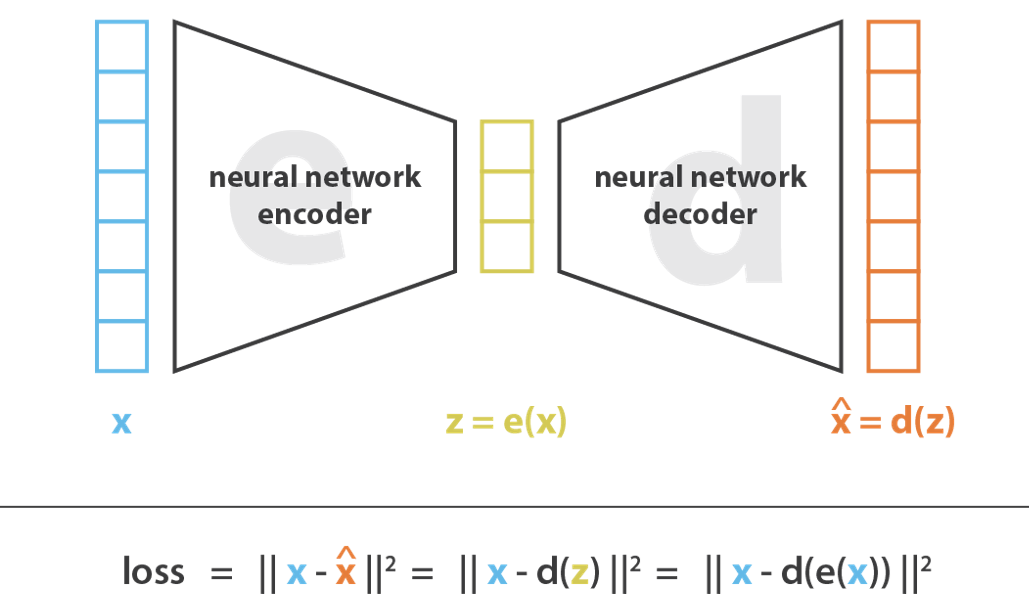 e
d
neural network
encoder
neural network
decoder
x
z = e(x)
x̂ = d(z)
loss = || x - x̂ ||² = || x - d(z) ||² = || x - d(e(x)) ||²